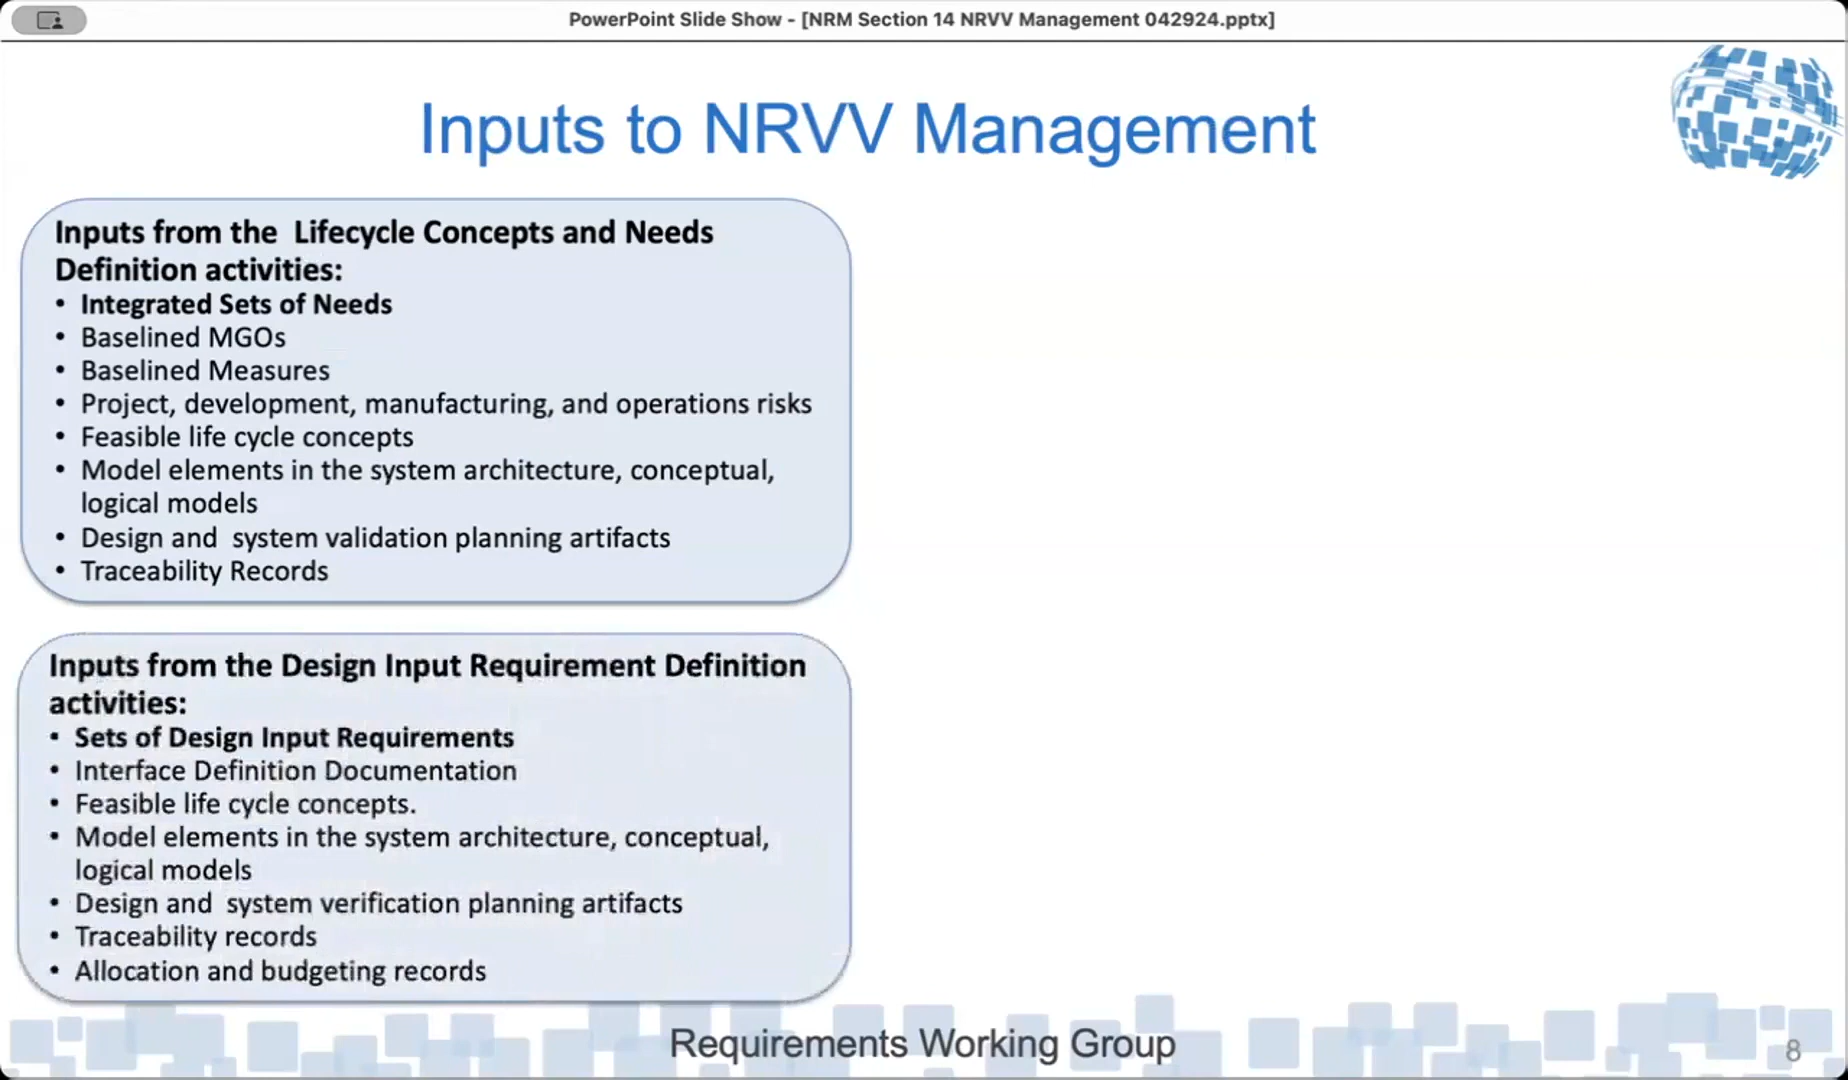 PowerPoint Slide Show - [NRM Section 14 NRVV Management 042924.pptx]
Inputs to NRVV Management
Inputs from the  Lifecycle Concepts and Needs
Definition activities:
• Integrated Sets of Needs
• Baselined MGOs
• Baselined Measures
• Project, development, manufacturing, and operations risks
• Feasible life cycle concepts
• Model elements in the system architecture, conceptual,
logical models
• Design and  system validation planning artifacts
• Traceability Records
Inputs from the Design Input Requirement Definition
activities:
• Sets of Design Input Requirements
• Interface Definition Documentation
• Feasible life cycle concepts.
• Model elements in the system architecture, conceptual,
logical models
• Design and  system verification planning artifacts
• Traceability records
• Allocation and budgeting records
Requirements Working Group
8